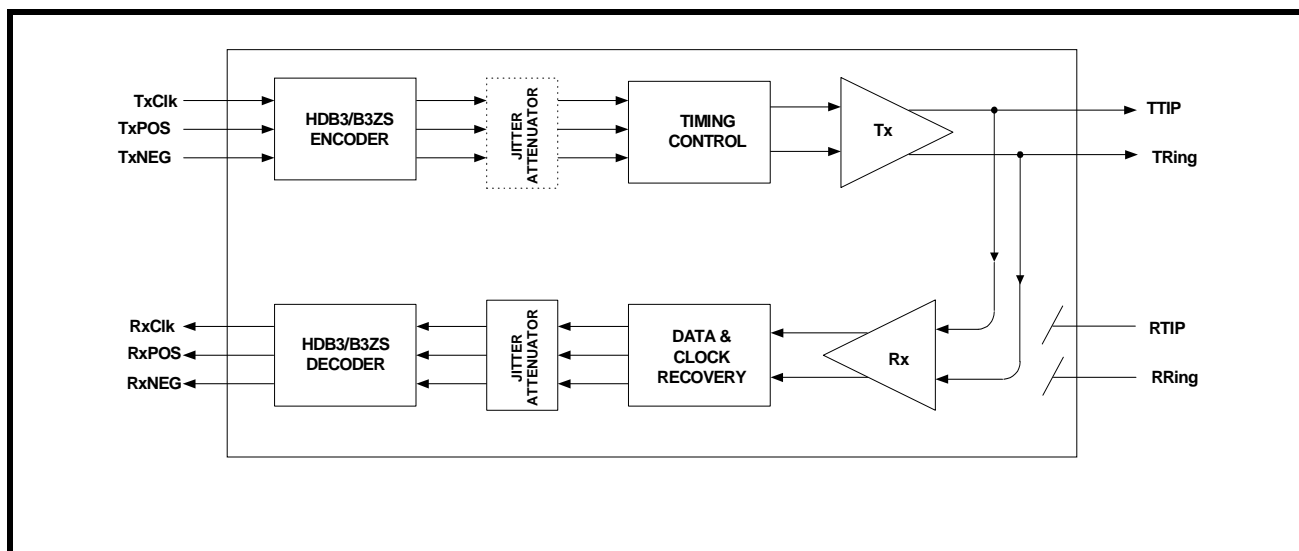 TxClk
TxPOS
TxNEG
HDB3/B3ZS
ENCODER
JITTER
ATTENUATOR
TIMING
CONTROL
Tx
TTIP
TRing
RxClk
RxPOS
RxNEG
HDB3/B3ZS
DECODER
JITTER
ATTENUATOR
DATA &
CLOCK
RECOVERY
Rx
RTIP
RRing